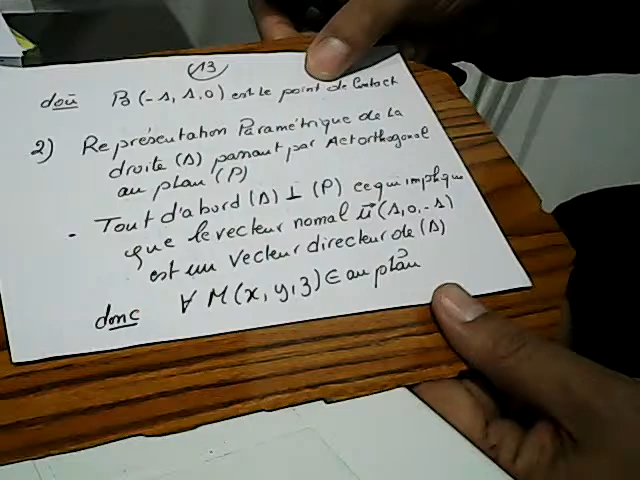 13
doù B(-1, 1, 0) est le point de Contact
2) Représentation Paramétrique de la
droite (Δ) passant par A et orthogonal
au plan (P)
- Tout d'abord (Δ) ⊥ (P) ce qui implique
que le vecteur normal u⃗ (1, 0, -1)
est un vecteur directeur de (Δ)
donc ∀ M(x, y, z) ∈ au plan